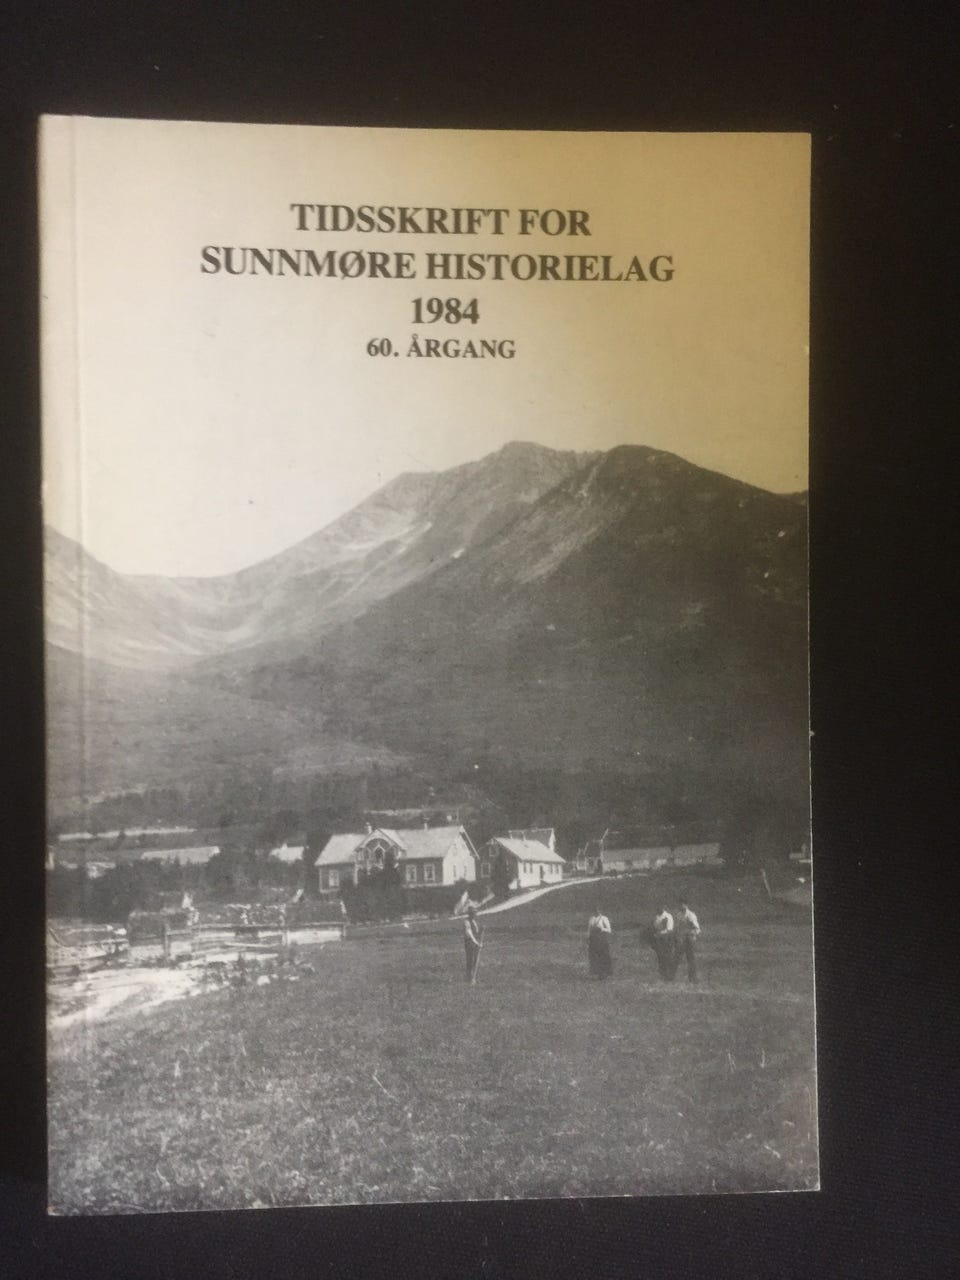 TIDSSKRIFT FOR
SUNNMØRE HISTORIELAG
1984
60. ÅRGANG